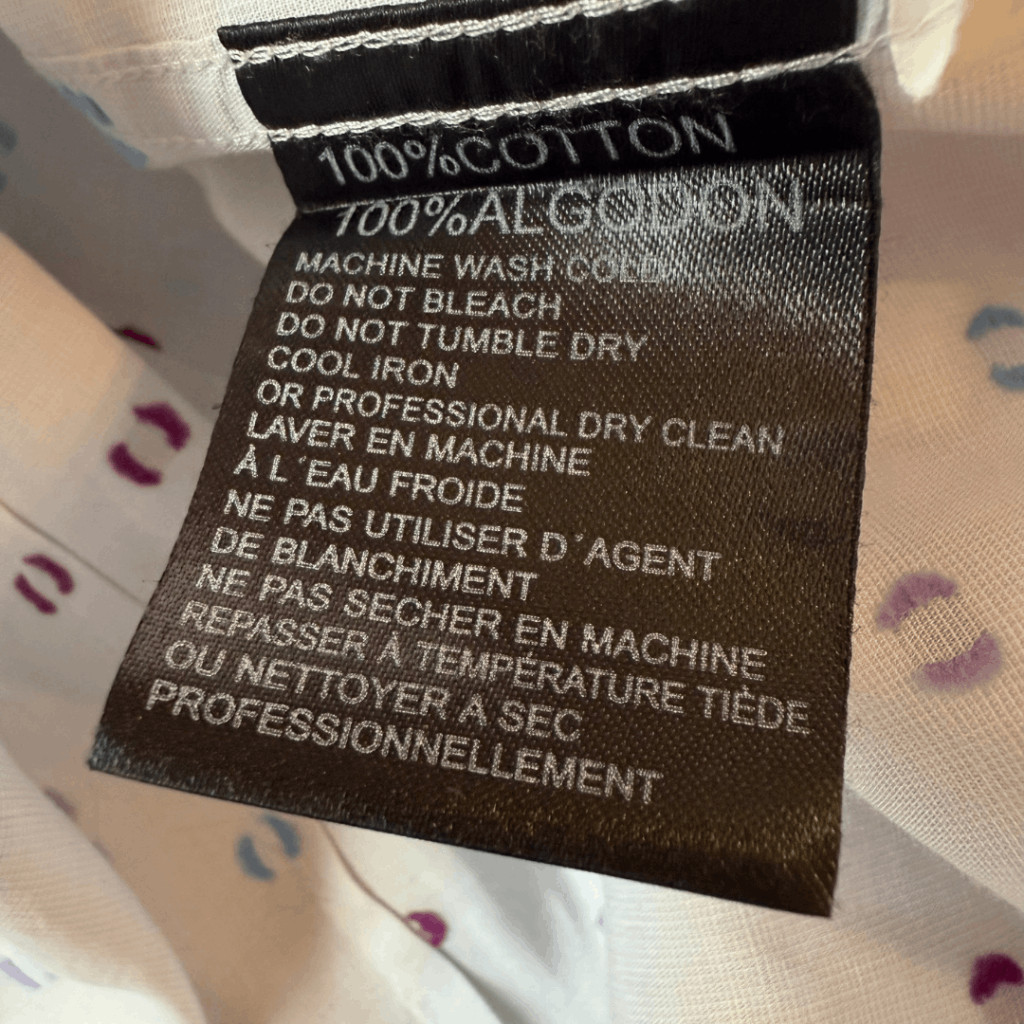 100%COTTON
100%ALGODON
MACHINE WASH COLD
DO NOT BLEACH
DO NOT TUMBLE DRY
COOL IRON
OR PROFESSIONAL DRY CLEAN
LAVER EN MACHINE
À L´EAU FROIDE
NE PAS UTILISER D´AGENT
DE BLANCHIMENT
NE PAS SECHER EN MACHINE
REPASSER À TEMPÉRATURE TIÈDE
OU NETTOYER A SEC
PROFESSIONNELLEMENT